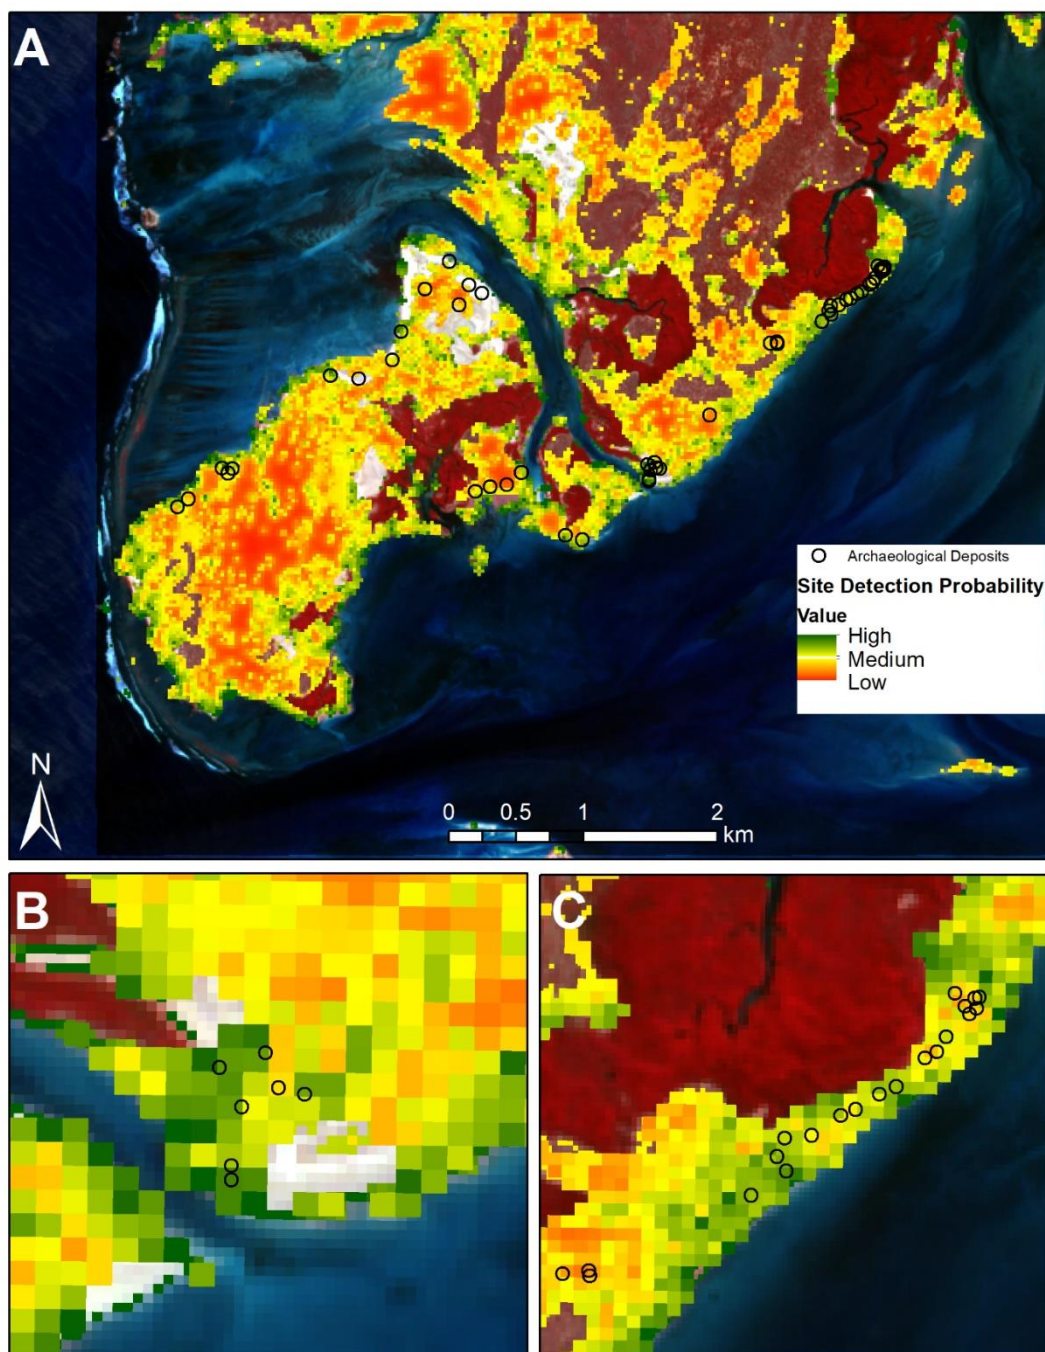 A
Archaeological Deposits
Site Detection Probability
Value
High
Medium
Low
N
0 0.5 1 2
km
B
C